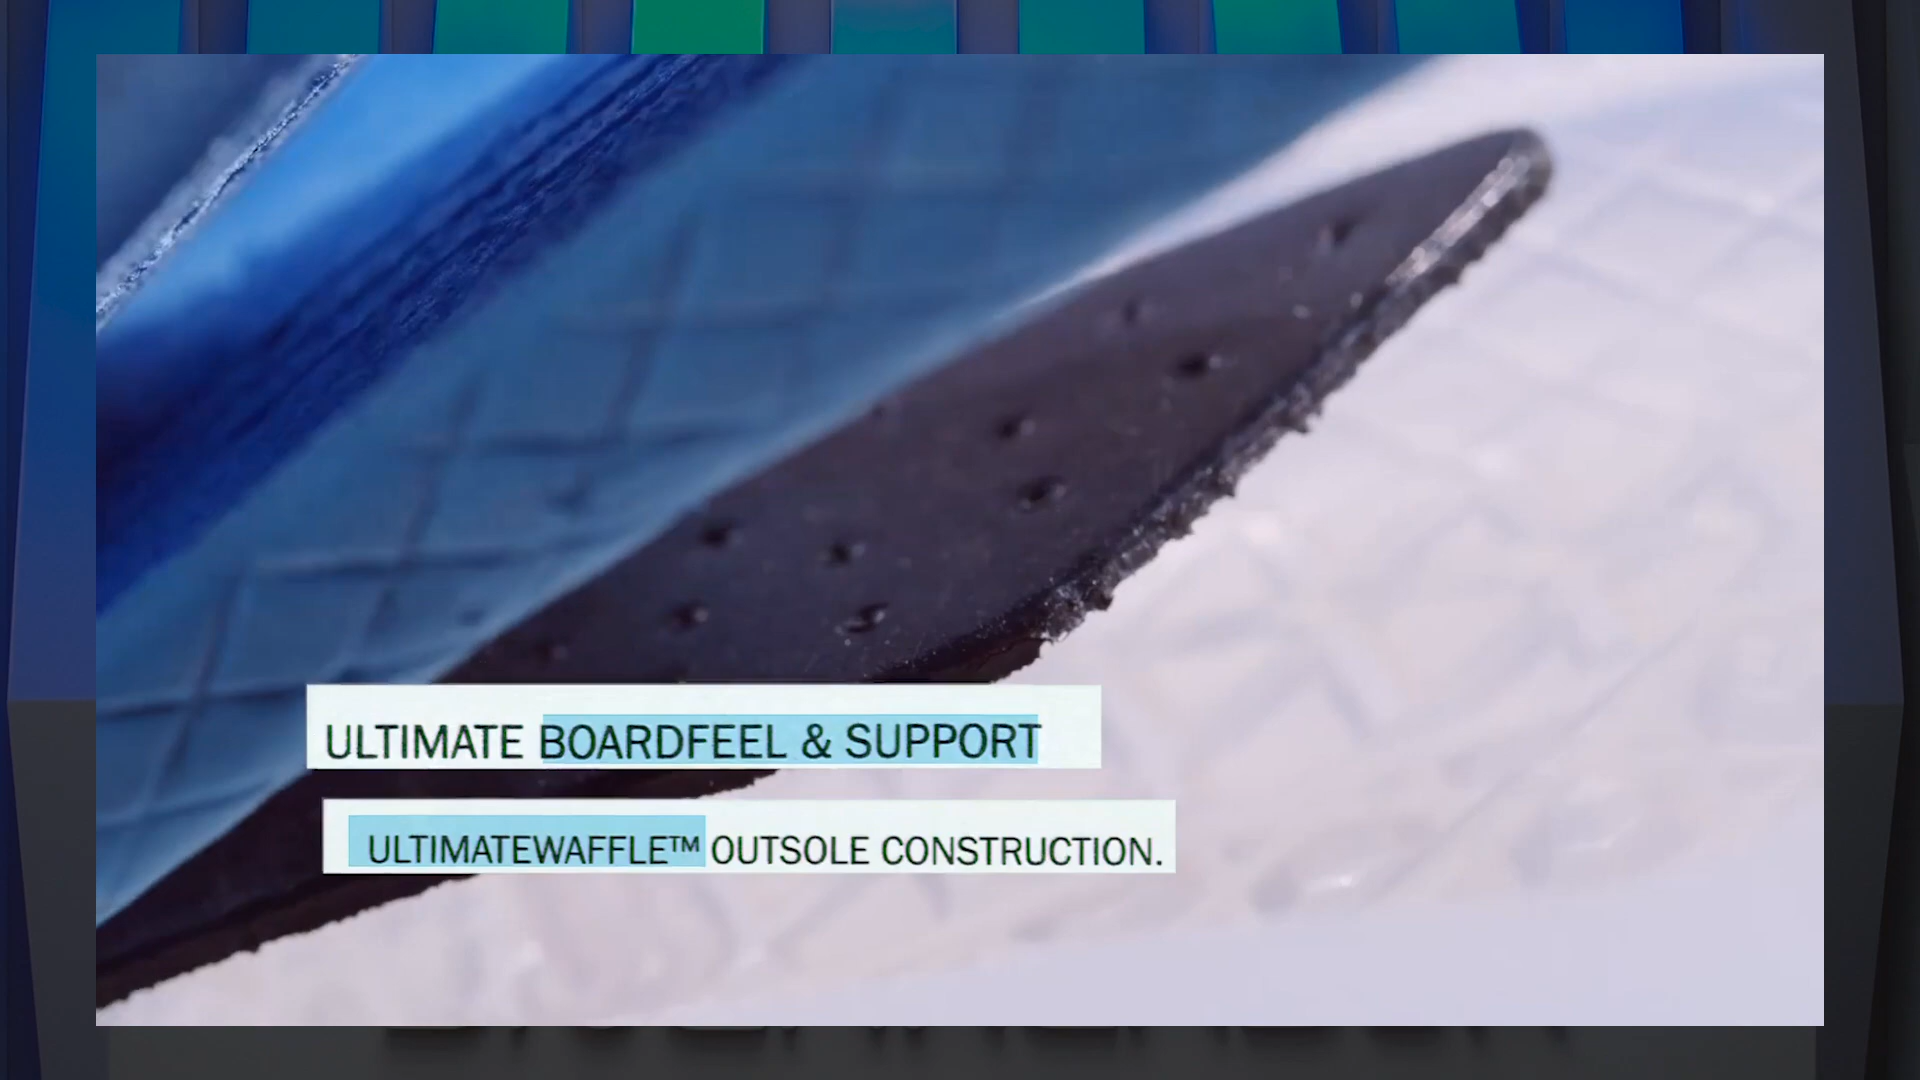 ULTIMATE BOARDFEEL & SUPPORT
ULTIMATEWAFFLE™ OUTSOLE CONSTRUCTION.